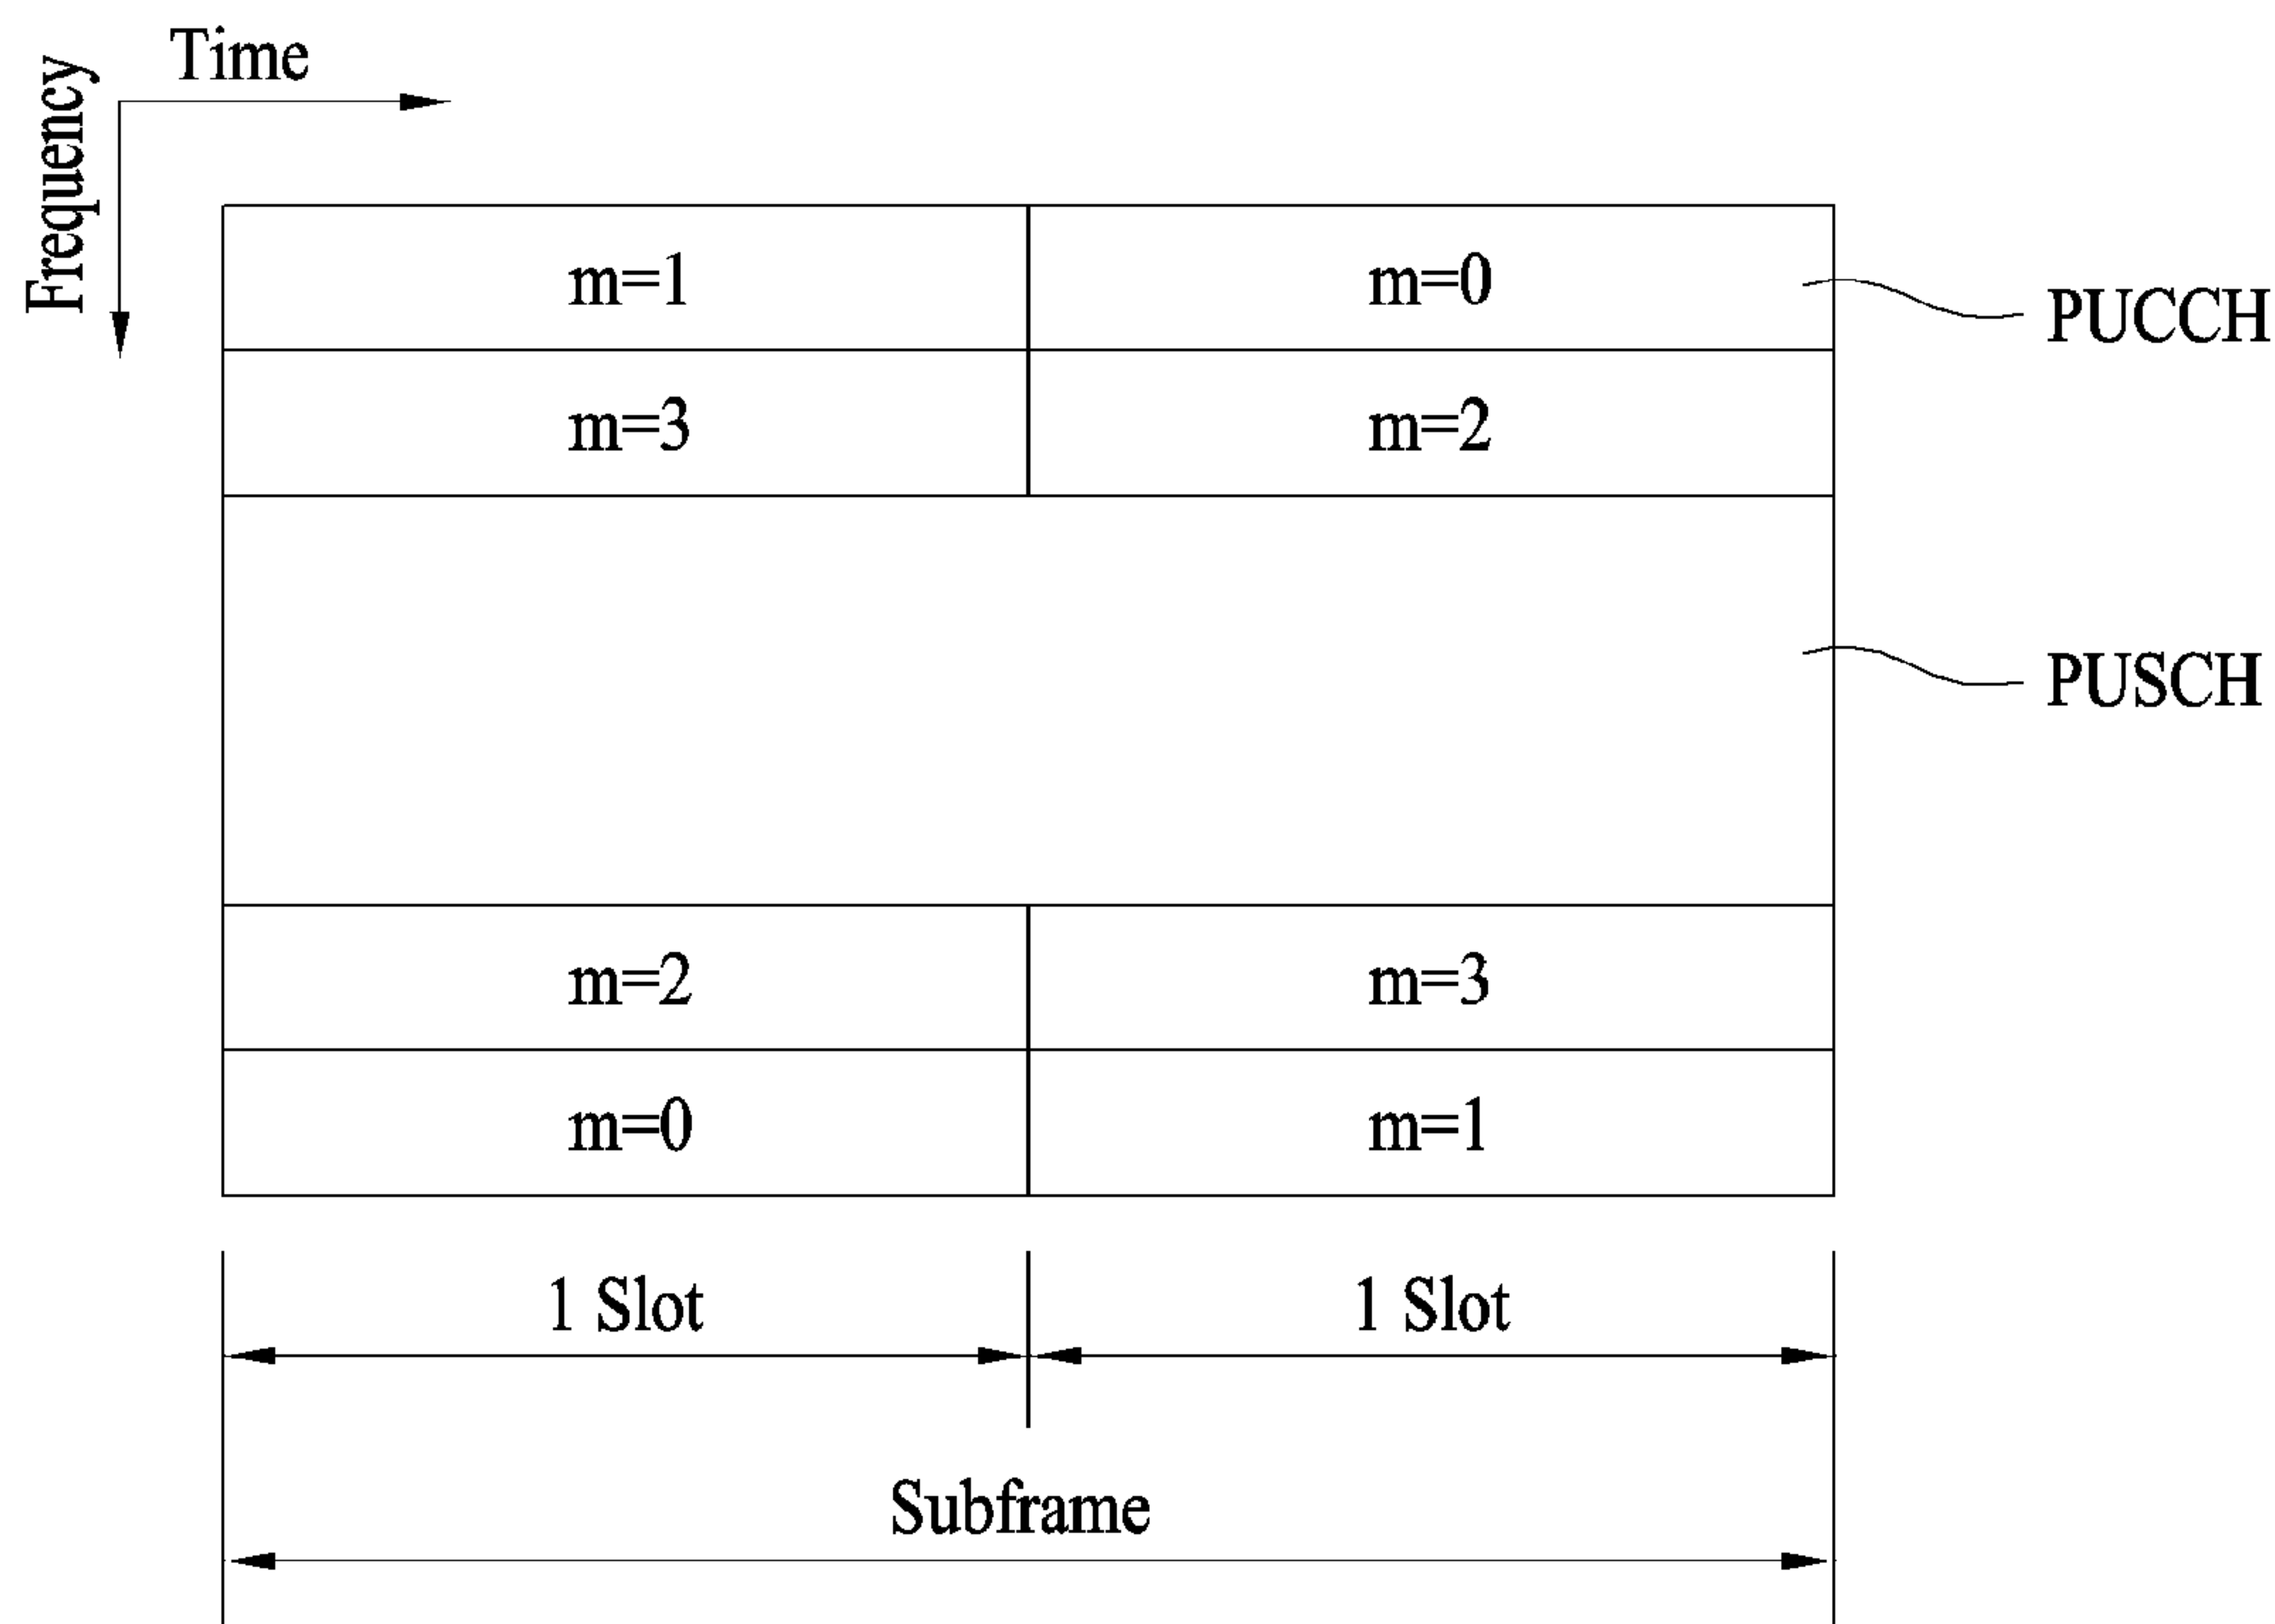 Time
Frequency
m=1 m=0
PUCCH
m=3 m=2
PUSCH
m=2 m=3
m=0 m=1
1 Slot 1 Slot
Subframe